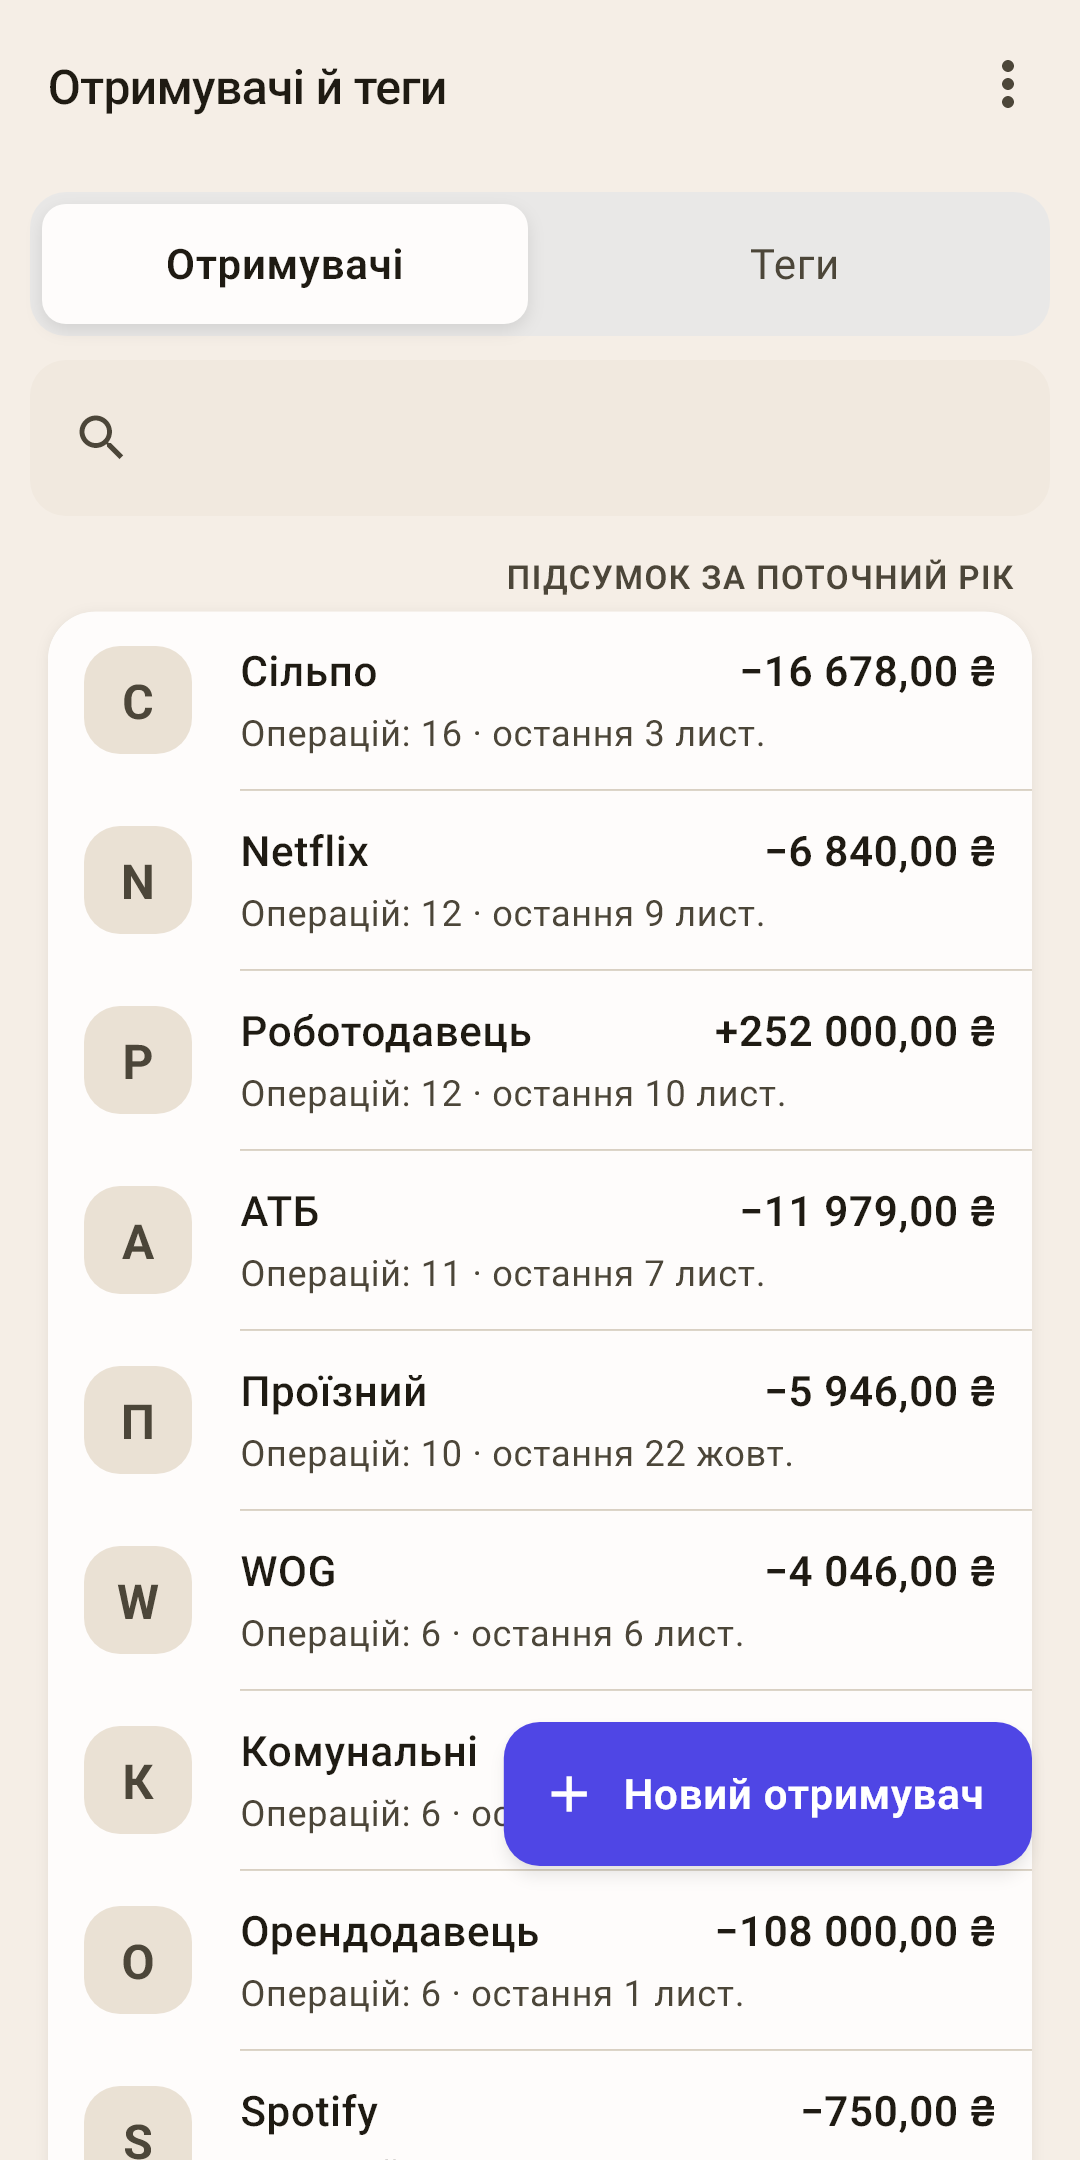 Отримувачі й теги
Отримувачі
Теги
ПІДСУМОК ЗА ПОТОЧНИЙ РІК
С
Сільпо
−16 678,00 ₴
Операцій: 16 · остання 3 лист.
N
Netflix
−6 840,00 ₴
Операцій: 12 · остання 9 лист.
Р
Роботодавець
+252 000,00 ₴
Операцій: 12 · остання 10 лист.
А
АТБ
−11 979,00 ₴
Операцій: 11 · остання 7 лист.
П
Проїзний
−5 946,00 ₴
Операцій: 10 · остання 22 жовт.
W
WOG
−4 046,00 ₴
Операцій: 6 · остання 6 лист.
К
Комунальні
Операцій: 6 ·
Новий отримувач
О
Орендодавець
−108 000,00 ₴
Операцій: 6 · остання 1 лист.
S
Spotify
−750,00 ₴